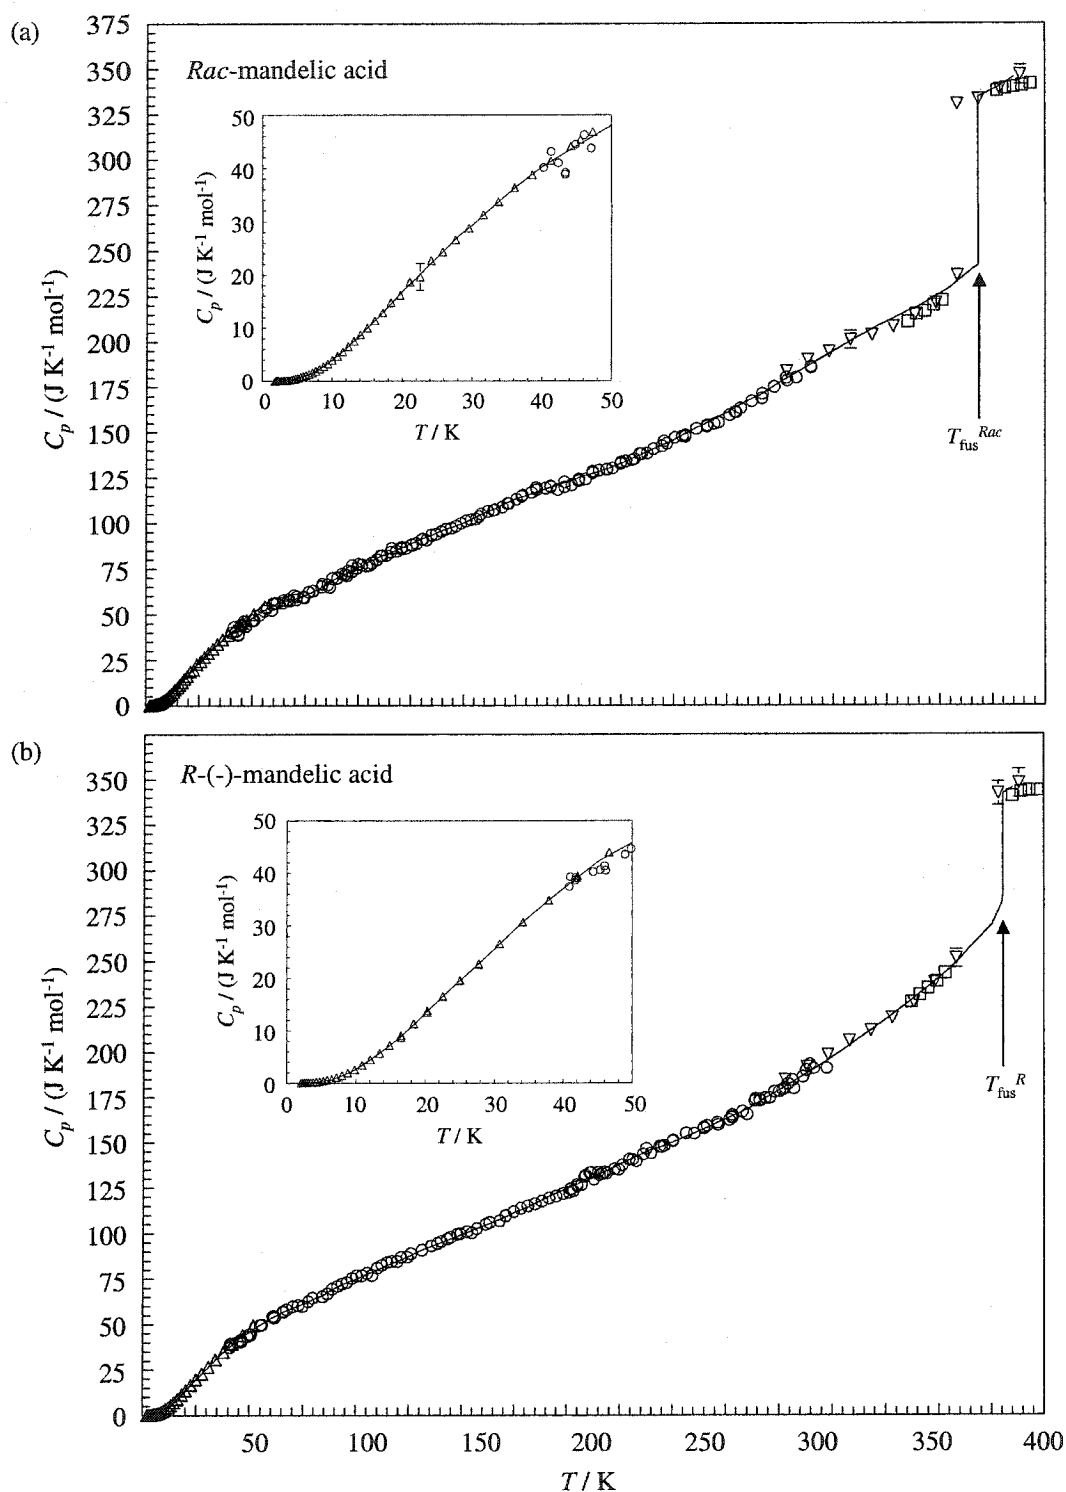 (a)
375
350
325
300
275
250
225
200
175
150
125
100
75
50
25
0
Cₚ / (J K⁻¹ mol⁻¹)
Rac-mandelic acid
50
40
30
20
10
0
Cₚ / (J K⁻¹ mol⁻¹)
0 10 20 30 40 50
T / K
T_fus^Rac
(b)
350
325
300
275
250
225
200
175
150
125
100
75
50
25
0
Cₚ / (J K⁻¹ mol⁻¹)
R-(-)-mandelic acid
50
40
30
20
10
0
Cₚ / (J K⁻¹ mol⁻¹)
0 10 20 30 40 50
T / K
T_fus^R
50 100 150 200 250 300 350 400
T / K